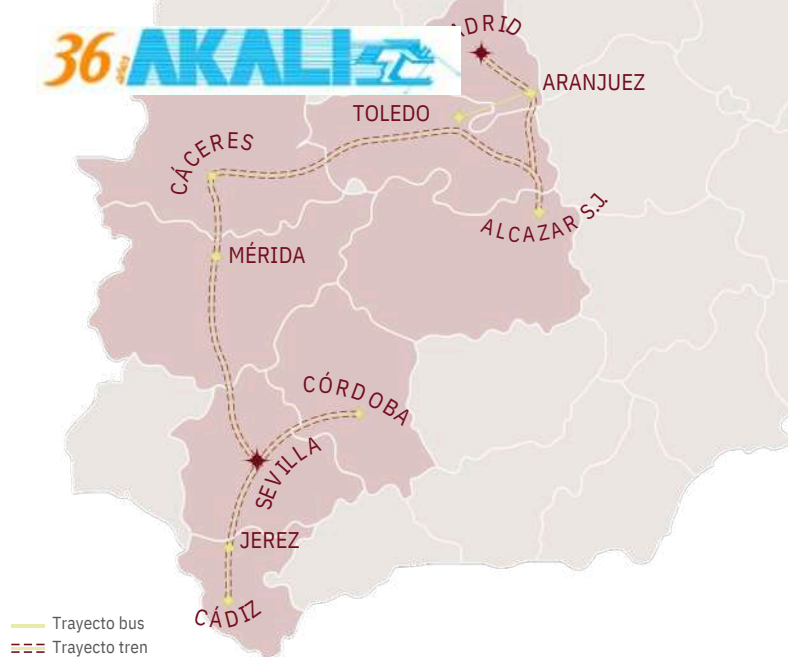 36 años AKALI
ADRID
ARANJUEZ
TOLEDO
CÁCERES
ALCAZAR S.J.
MÉRIDA
CÓRDOBA
SEVILLA
JEREZ
CÁDIZ
Trayecto bus
Trayecto tren